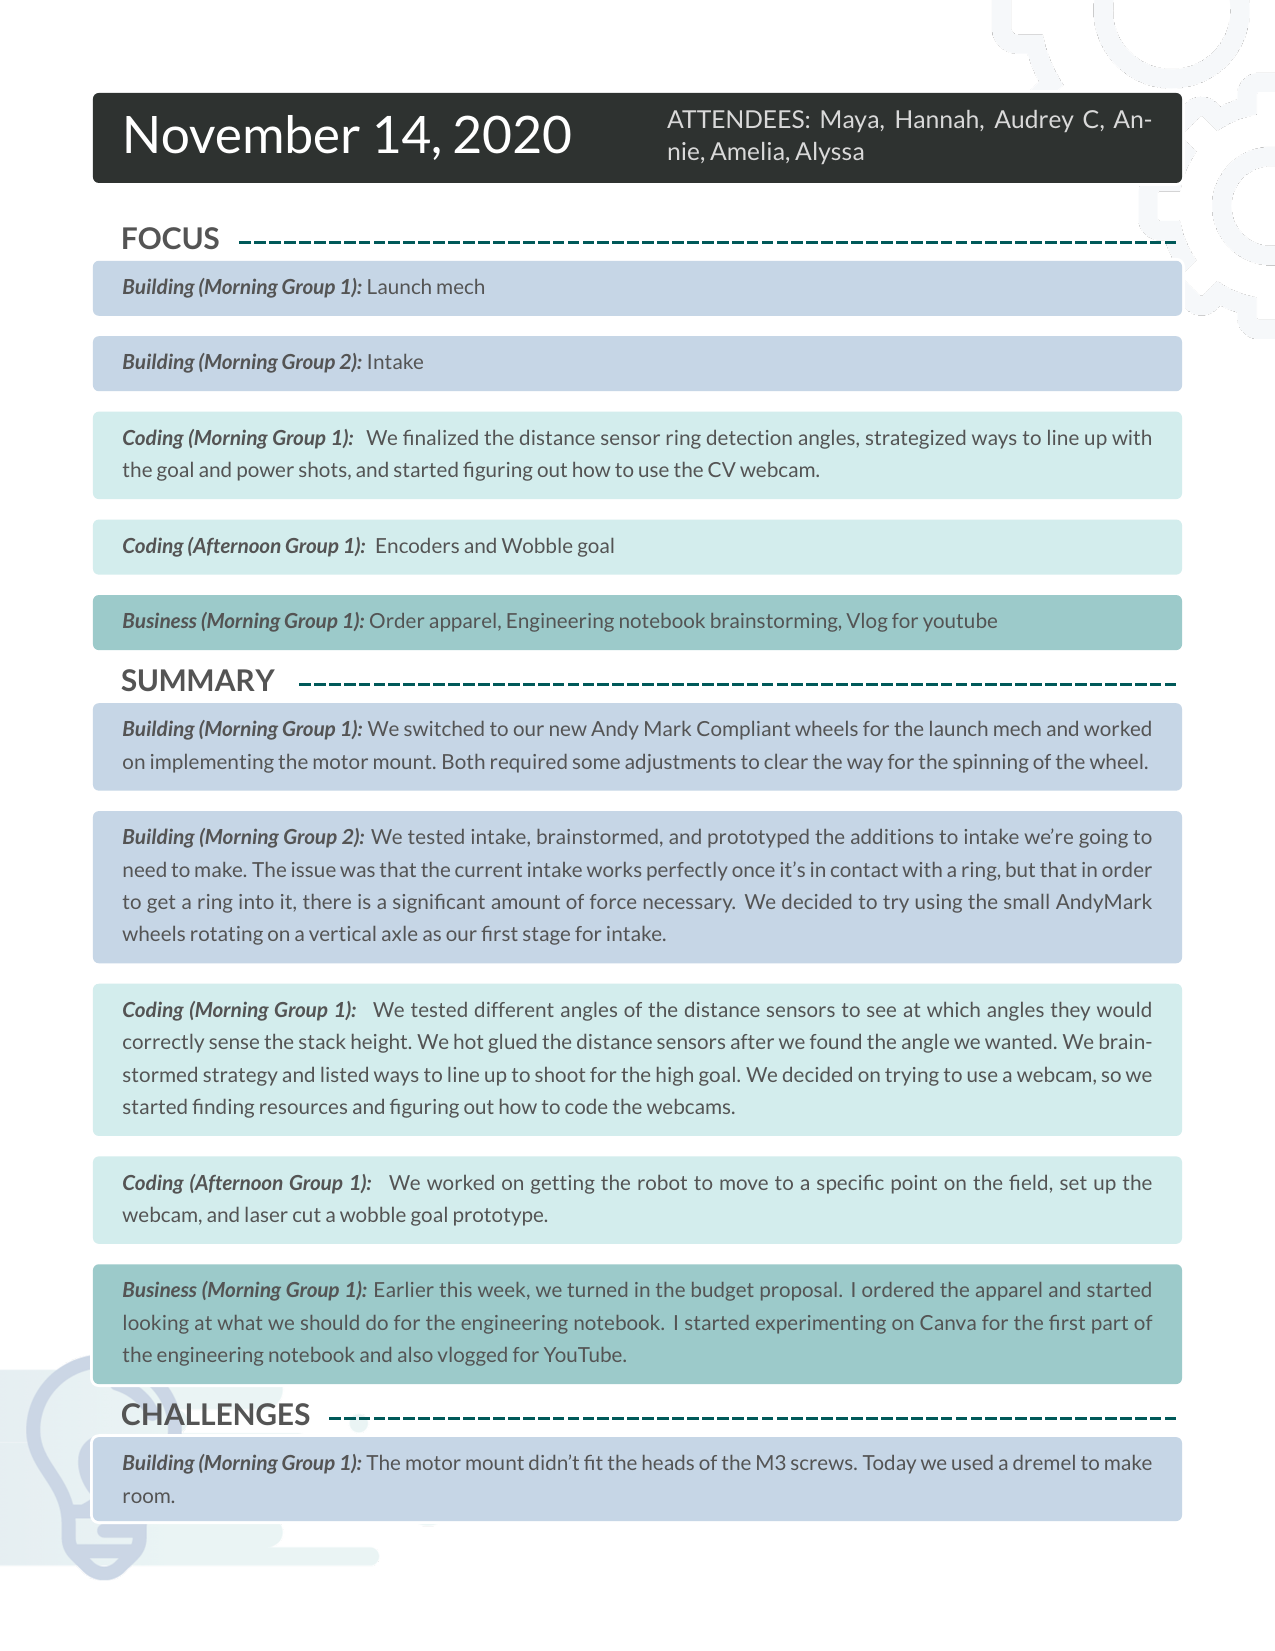 November 14, 2020
ATTENDEES: Maya, Hannah, Audrey C, An-
nie, Amelia, Alyssa
FOCUS
Building (Morning Group 1): Launch mech
Building (Morning Group 2): Intake
Coding (Morning Group 1): We finalized the distance sensor ring detection angles, strategized ways to line up with
the goal and power shots, and started figuring out how to use the CV webcam.
Coding (Afternoon Group 1): Encoders and Wobble goal
Business (Morning Group 1): Order apparel, Engineering notebook brainstorming, Vlog for youtube
SUMMARY
Building (Morning Group 1): We switched to our new Andy Mark Compliant wheels for the launch mech and worked
on implementing the motor mount. Both required some adjustments to clear the way for the spinning of the wheel.
Building (Morning Group 2): We tested intake, brainstormed, and prototyped the additions to intake we’re going to
need to make. The issue was that the current intake works perfectly once it’s in contact with a ring, but that in order
to get a ring into it, there is a significant amount of force necessary. We decided to try using the small AndyMark
wheels rotating on a vertical axle as our first stage for intake.
Coding (Morning Group 1): We tested different angles of the distance sensors to see at which angles they would
correctly sense the stack height. We hot glued the distance sensors after we found the angle we wanted. We brain-
stormed strategy and listed ways to line up to shoot for the high goal. We decided on trying to use a webcam, so we
started finding resources and figuring out how to code the webcams.
Coding (Afternoon Group 1): We worked on getting the robot to move to a specific point on the field, set up the
webcam, and laser cut a wobble goal prototype.
Business (Morning Group 1): Earlier this week, we turned in the budget proposal. I ordered the apparel and started
looking at what we should do for the engineering notebook. I started experimenting on Canva for the first part of
the engineering notebook and also vlogged for YouTube.
CHALLENGES
Building (Morning Group 1): The motor mount didn’t fit the heads of the M3 screws. Today we used a dremel to make
room.